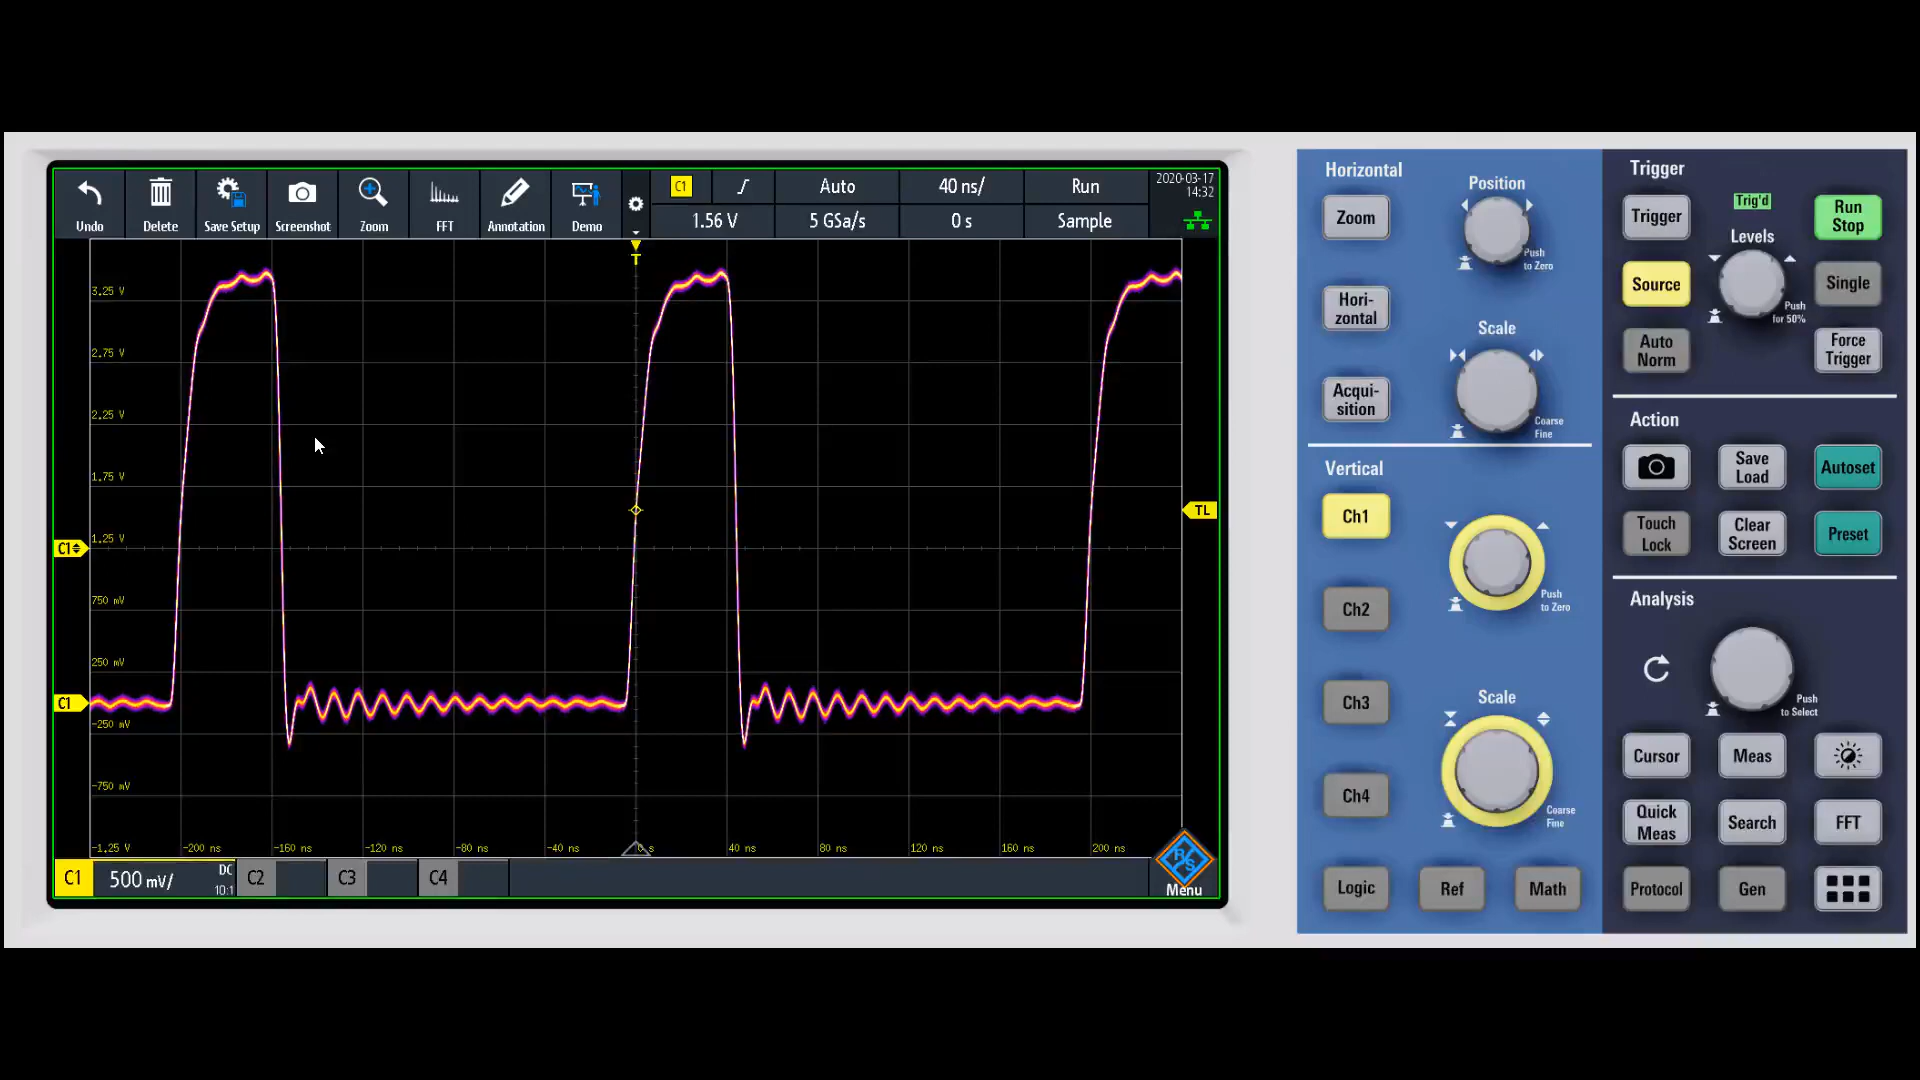 Undo
Delete
Save Setup
Screenshot
Zoom
FFT
Annotation
Demo
C1
Auto
40 ns/
Run
1.56 V
5 GSa/s
0 s
Sample
2020-03-17
14:32
T
3.25 V
2.75 V
2.25 V
1.75 V
TL
C1
1.25 V
750 mV
250 mV
C1
-250 mV
-750 mV
-1.25 V
-200 ns
-160 ns
-120 ns
-80 ns
-40 ns
0 s
40 ns
80 ns
120 ns
160 ns
200 ns
C1
500 mV/
DC
10:1
C2
C3
C4
R&S
Menu
Horizontal
Zoom
Position
Push
to Zero
Hori-
zontal
Scale
Acqui-
sition
Coarse
Fine
Vertical
Ch1
Push
to Zero
Ch2
Ch3
Scale
Ch4
Coarse
Fine
Logic
Ref
Math
Trigger
Trigger
Trig'd
Run
Stop
Levels
Source
Single
Push
for 50%
Auto
Norm
Force
Trigger
Action
Save
Load
Autoset
Touch
Lock
Clear
Screen
Preset
Analysis
Push
to Select
Cursor
Meas
Quick
Meas
Search
FFT
Protocol
Gen